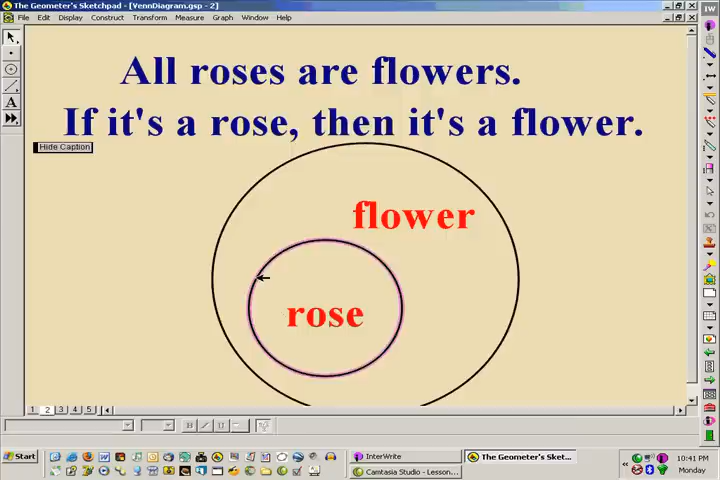 The Geometer's Sketchpad - [VennDiagram.gsp - 2]
File Edit Display Construct Transform Measure Graph Window Help
All roses are flowers.
If it's a rose, then it's a flower.
Hide Caption
flower
rose
1 2 3 4 5
B I U
Start
InterWrite
The Geometer's Sket...
Camtasia Studio - Lesson...
10:41 PM
Monday